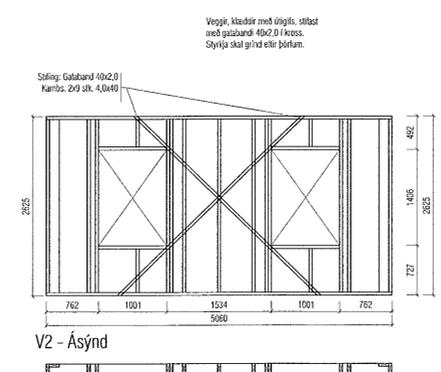 Veggir, klæddir með útigifs, stífast
með gatabandi 40x2,0 í kross.
Styrkja skal grind eftir þörfum.
Stífing: Gataband 40x2,0
Kambs. 2x9 stk. 4,0x40
2625
492
1406
727
2625
762
1001
1534
1001
762
5060
V2 - Ásýnd